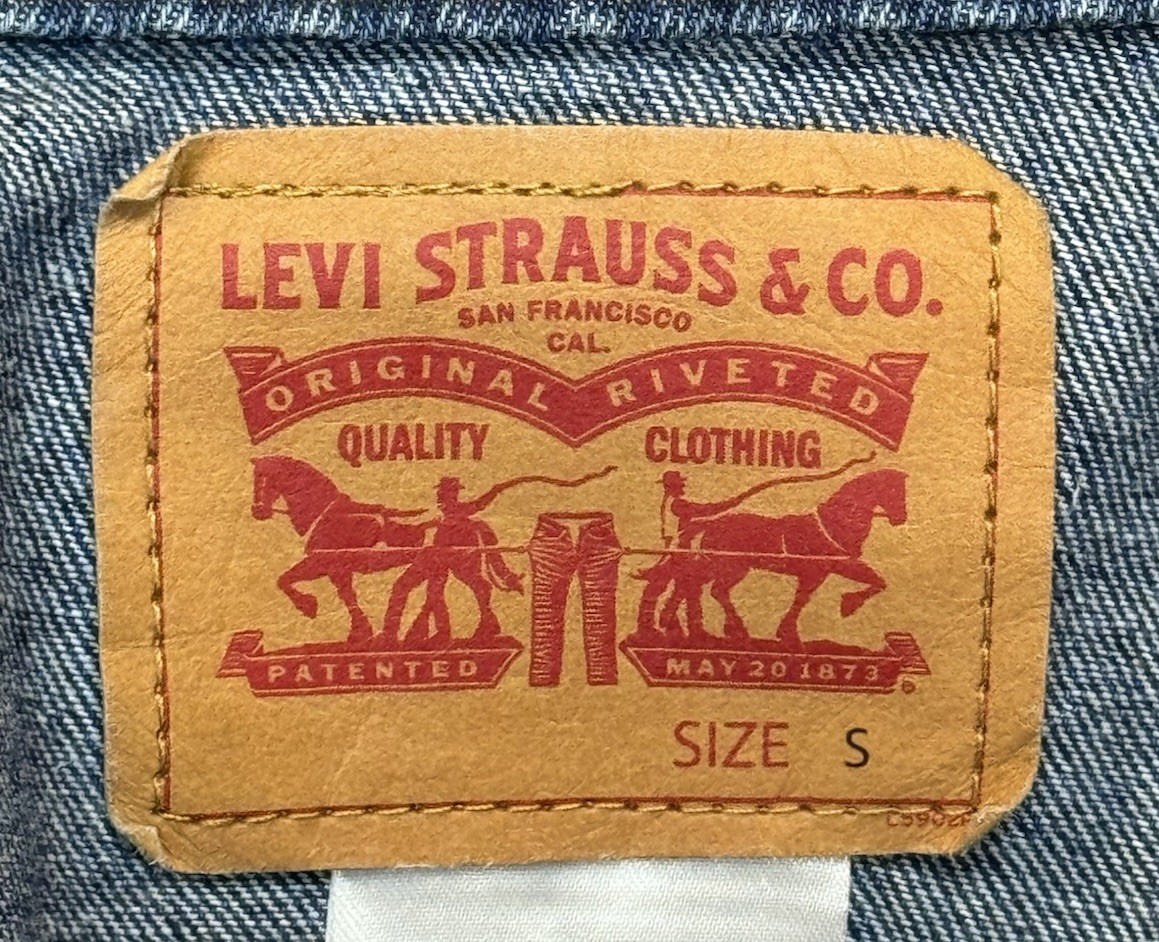 LEVI STRAUSS & CO.
SAN FRANCISCO
CAL.
ORIGINAL RIVETED
QUALITY CLOTHING
PATENTED MAY 20 1873
SIZE S